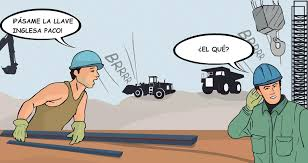 ¡PÁSAME LA LLAVE
INGLESA PACO!
BRRRR
BRRRR
¿EL QUÉ?